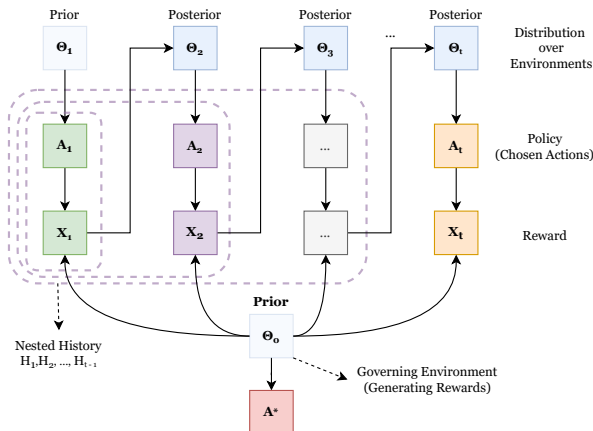 Prior
Posterior
Posterior
Posterior
Θ₁
Θ₂
Θ₃
...
Θₜ
Distribution
over
Environments
A₁
A₂
...
Aₜ
Policy
(Chosen Actions)
X₁
X₂
...
Xₜ
Reward
Prior
Θ₀
Nested History
H₁,H₂, ..., Hₜ₋₁
Governing Environment
(Generating Rewards)
A*